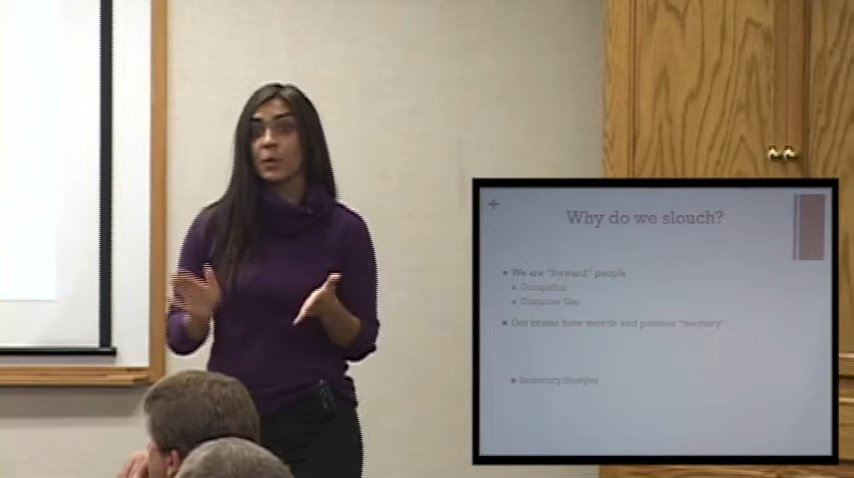 +
Why do we slouch?
We are "forward" people
Occupation
Computer Use
Our brains have muscle and position "memory"
Sedentary lifestyles